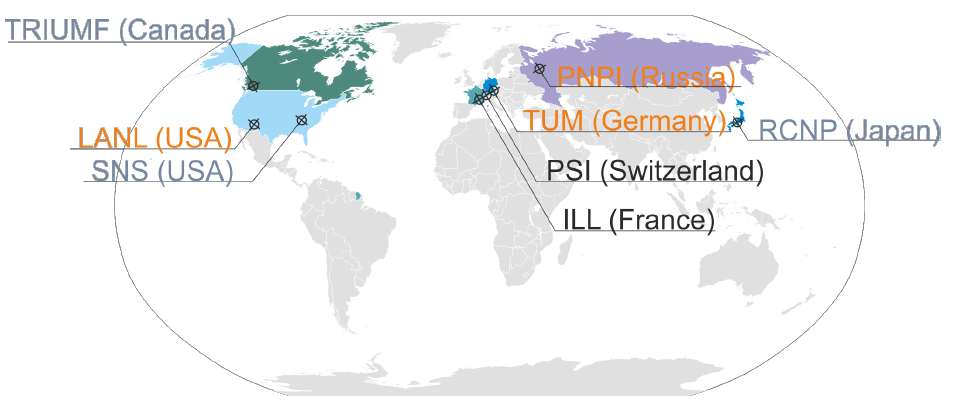 TRIUMF (Canada)
PNPI (Russia)
TUM (Germany)
RCNP (Japan)
LANL (USA)
SNS (USA)
PSI (Switzerland)
ILL (France)